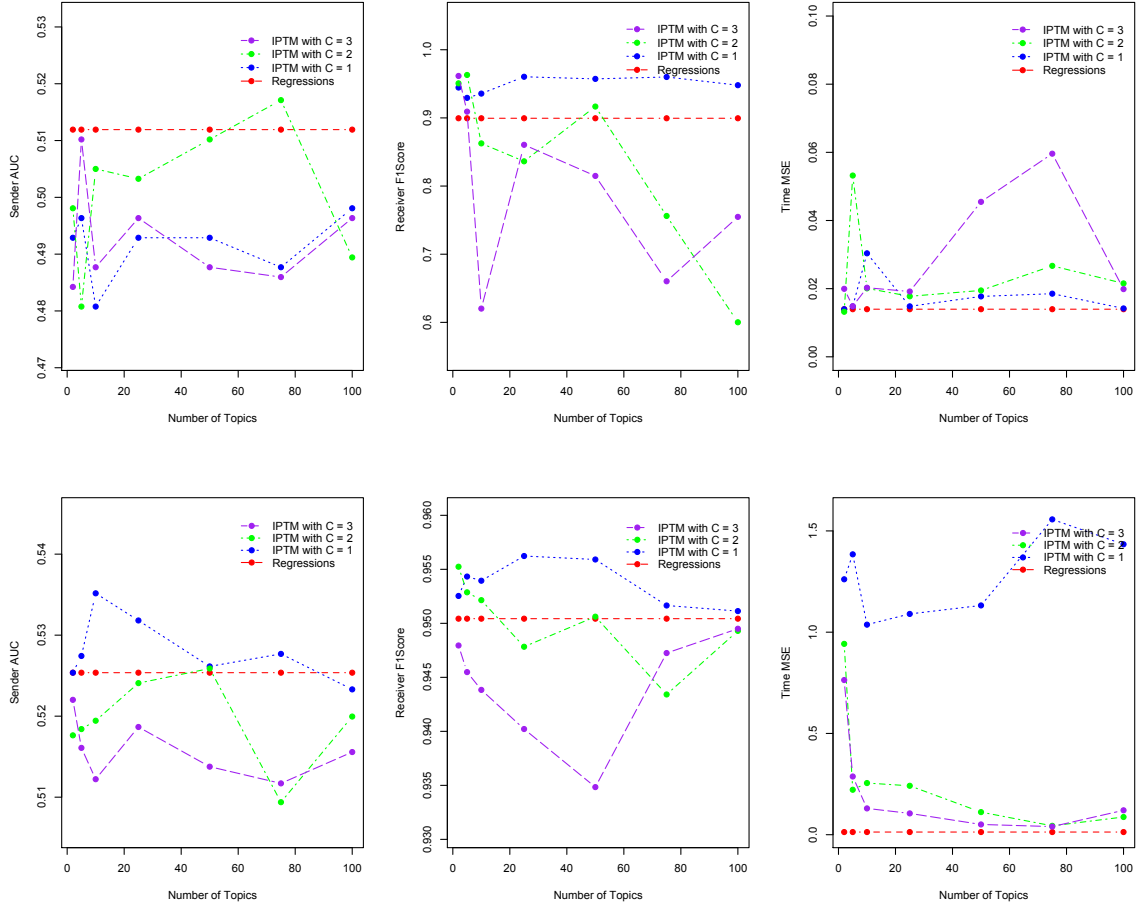 0.53
0.52
0.51
0.50
0.49
0.48
0.47
Sender AUC
IPTM with C = 3
IPTM with C = 2
IPTM with C = 1
Regressions
0 20 40 60 80 100
Number of Topics
1.0
0.9
0.8
0.7
0.6
Receiver F1Score
IPTM with C = 3
IPTM with C = 2
IPTM with C = 1
Regressions
0 20 40 60 80 100
Number of Topics
0.10
0.08
0.06
0.04
0.02
0.00
Time MSE
IPTM with C = 3
IPTM with C = 2
IPTM with C = 1
Regressions
0 20 40 60 80 100
Number of Topics
0.54
0.53
0.52
0.51
Sender AUC
IPTM with C = 3
IPTM with C = 2
IPTM with C = 1
Regressions
0 20 40 60 80 100
Number of Topics
0.960
0.955
0.950
0.945
0.940
0.935
0.930
Receiver F1Score
IPTM with C = 3
IPTM with C = 2
IPTM with C = 1
Regressions
0 20 40 60 80 100
Number of Topics
1.5
1.0
0.5
0.0
Time MSE
IPTM with C = 3
IPTM with C = 2
IPTM with C = 1
Regressions
0 20 40 60 80 100
Number of Topics